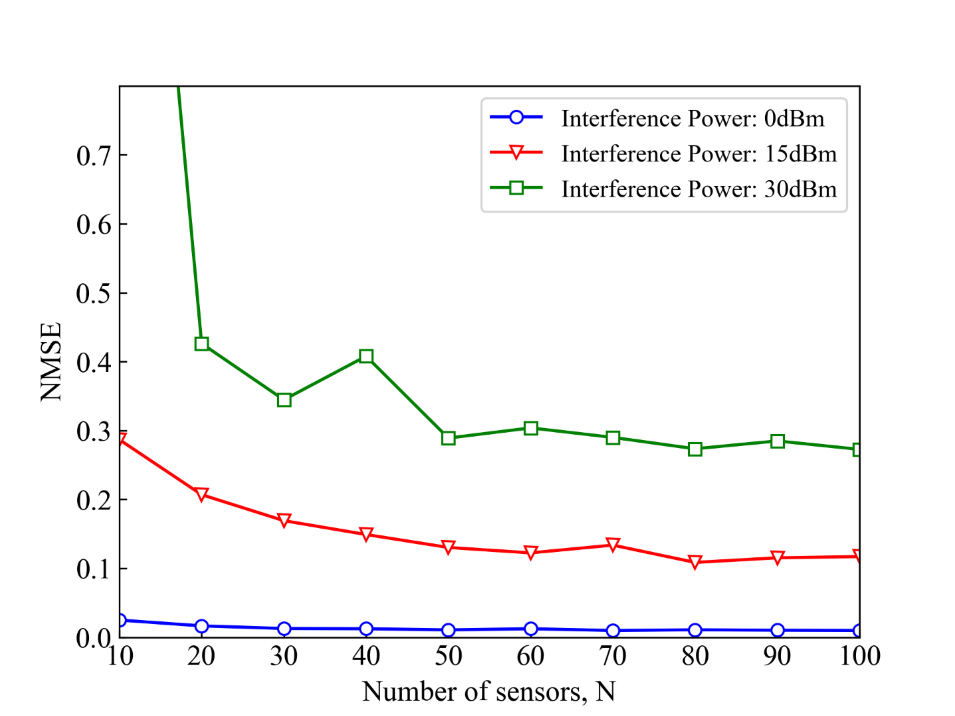 Interference Power: 0dBm
Interference Power: 15dBm
Interference Power: 30dBm
0.7
0.6
0.5
0.4
0.3
0.2
0.1
0.0
NMSE
10 20 30 40 50 60 70 80 90 100
Number of sensors, N